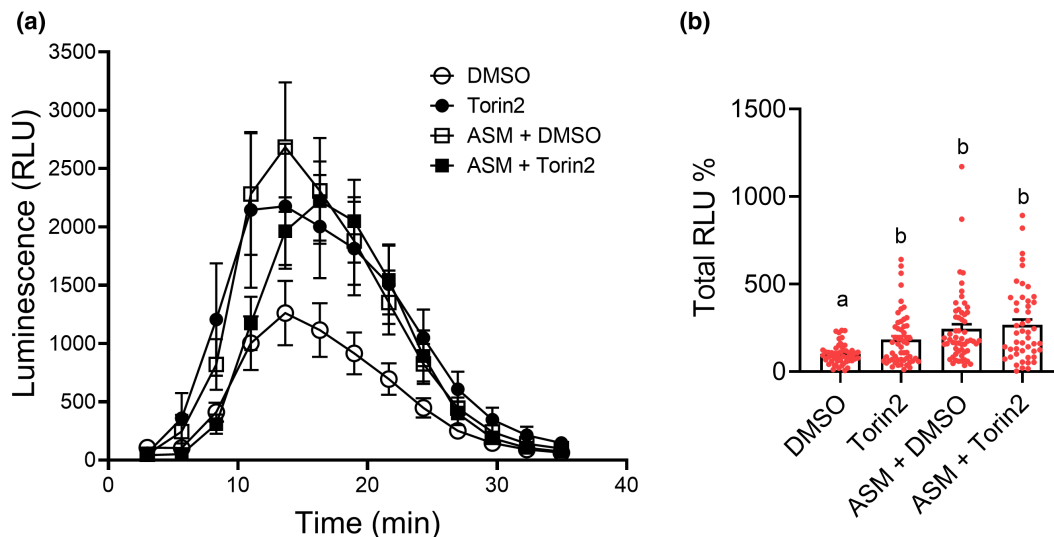 (a)
Luminescence (RLU)
3500
3000
2500
2000
1500
1000
500
0
0
10
20
30
40
Time (min)
DMSO
Torin2
ASM + DMSO
ASM + Torin2
(b)
Total RLU %
1500
1000
500
0
a
b
b
b
DMSO
Torin2
ASM + DMSO
ASM + Torin2